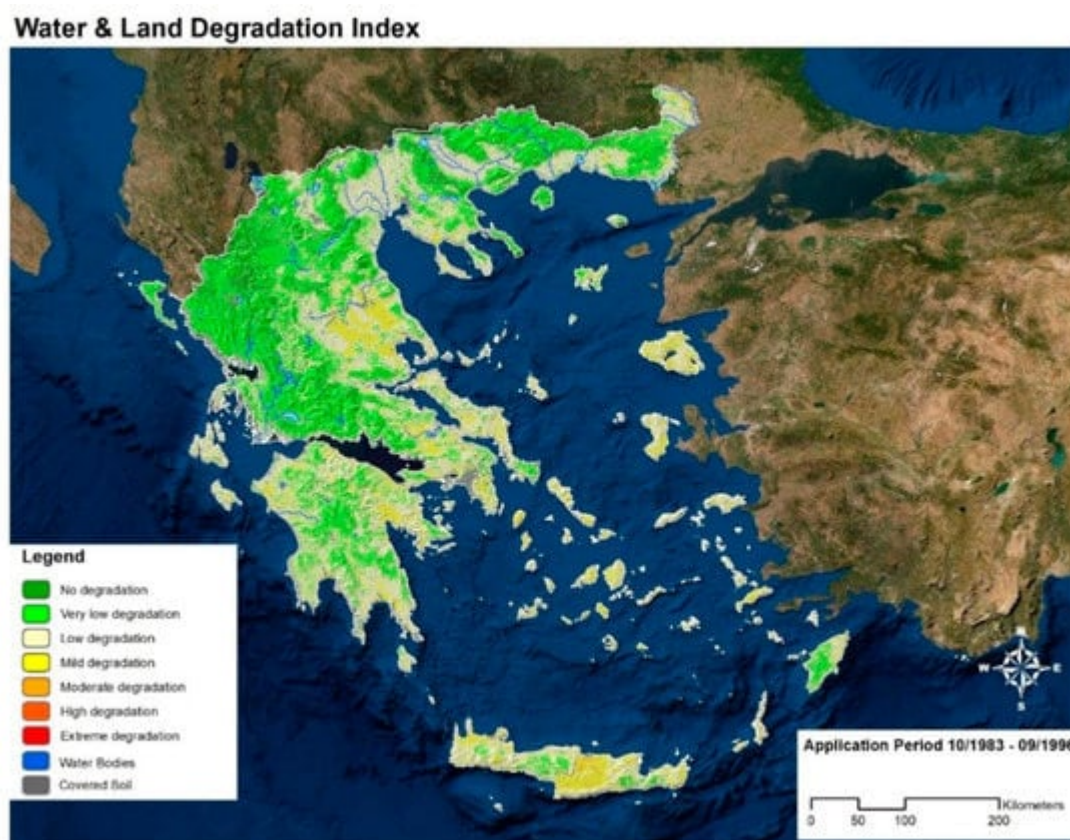 Water & Land Degradation Index
Legend
No degradation
Very low degradation
Low degradation
Mild degradation
Moderate degradation
High degradation
Extreme degradation
Water Bodies
Covered Soil
N
W E
S
Application Period 10/1983 - 09/1996
Kilometers
0 50 100 200